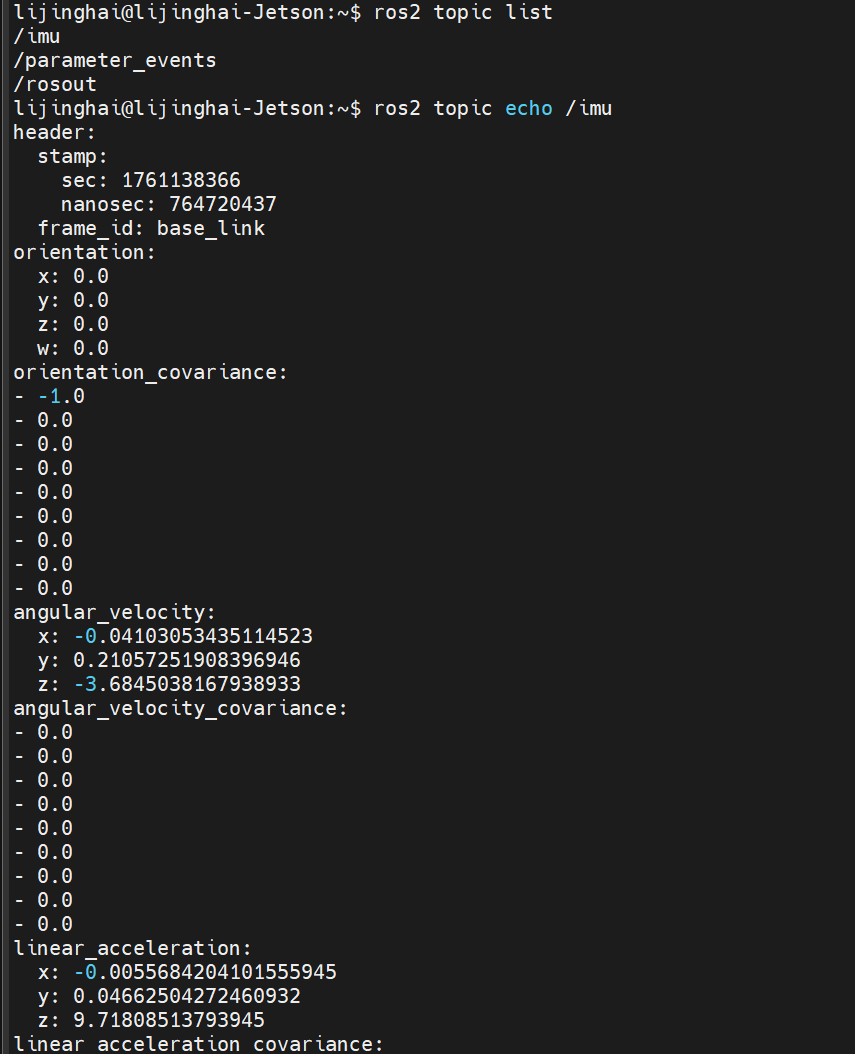 lijinghai@lijinghai-Jetson:~$ ros2 topic list
/imu
/parameter_events
/rosout
lijinghai@lijinghai-Jetson:~$ ros2 topic echo /imu
header:
  stamp:
    sec: 1761138366
    nanosec: 764720437
  frame_id: base_link
orientation:
  x: 0.0
  y: 0.0
  z: 0.0
  w: 0.0
orientation_covariance:
- -1.0
- 0.0
- 0.0
- 0.0
- 0.0
- 0.0
- 0.0
- 0.0
- 0.0
angular_velocity:
  x: -0.04103053435114523
  y: 0.21057251908396946
  z: -3.6845038167938933
angular_velocity_covariance:
- 0.0
- 0.0
- 0.0
- 0.0
- 0.0
- 0.0
- 0.0
- 0.0
- 0.0
linear_acceleration:
  x: -0.0055684204101555945
  y: 0.04662504272460932
  z: 9.71808513793945
linear_acceleration_covariance: